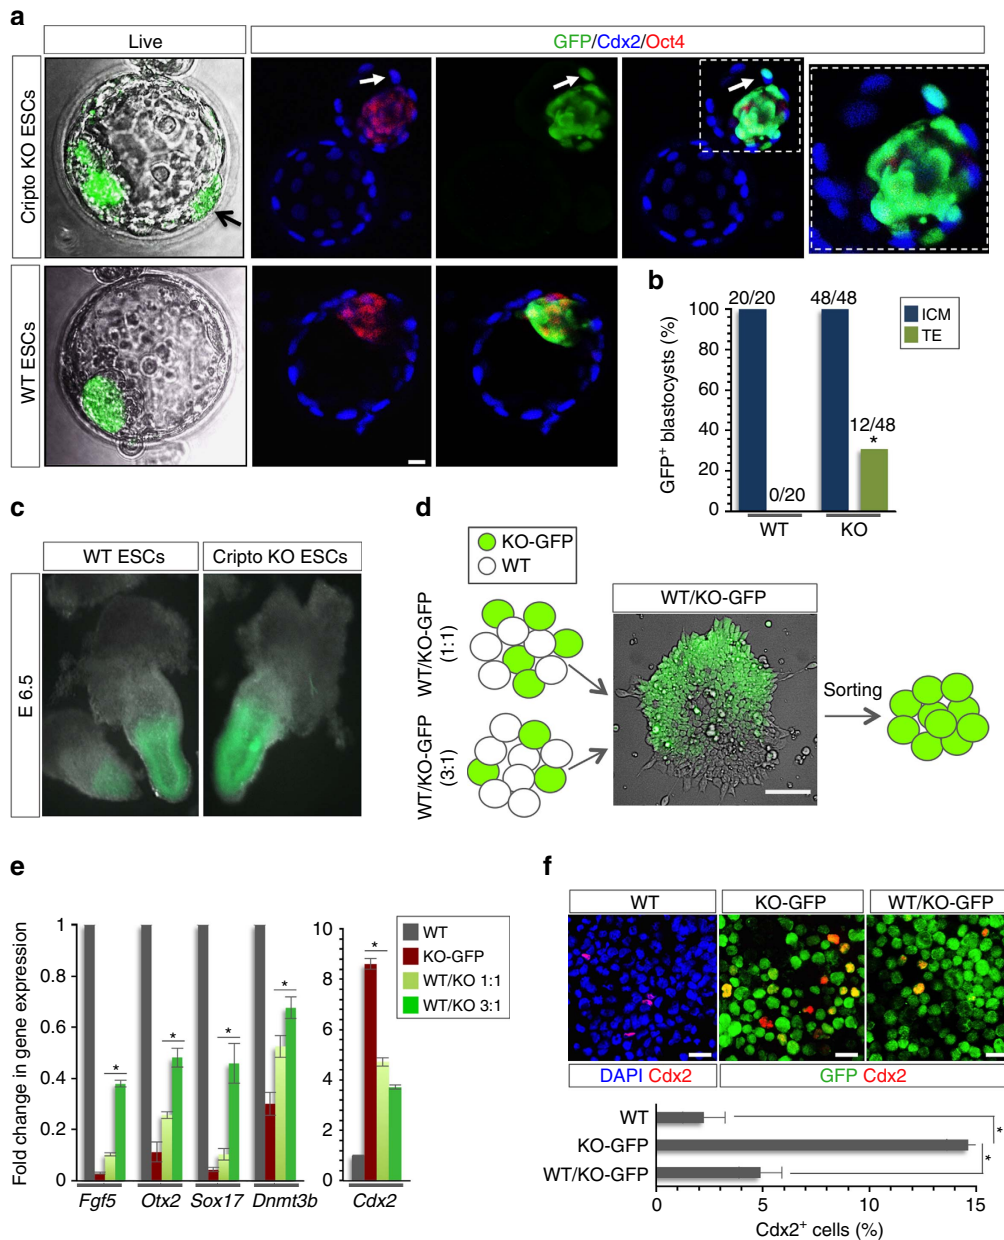 a
Live
GFP/Cdx2/Oct4
Cripto KO ESCs
WT ESCs
b
20/20
48/48
ICM
TE
GFP⁺ blastocysts (%)
100
80
60
40
20
0
0/20
12/48
*
WT
KO
c
WT ESCs
Cripto KO ESCs
E 6.5
d
KO-GFP
WT
WT/KO-GFP
(1:1)
WT/KO-GFP
(3:1)
WT/KO-GFP
Sorting
e
Fold change in gene expression
1
0.8
0.6
0.4
0.2
0
*
*
*
*
Fgf5
Otx2
Sox17
Dnmt3b
10
8
6
4
2
0
*
Cdx2
WT
KO-GFP
WT/KO 1:1
WT/KO 3:1
f
WT
KO-GFP
WT/KO-GFP
DAPI Cdx2
GFP Cdx2
WT
KO-GFP
WT/KO-GFP
*
*
0
5
10
15
Cdx2⁺ cells (%)